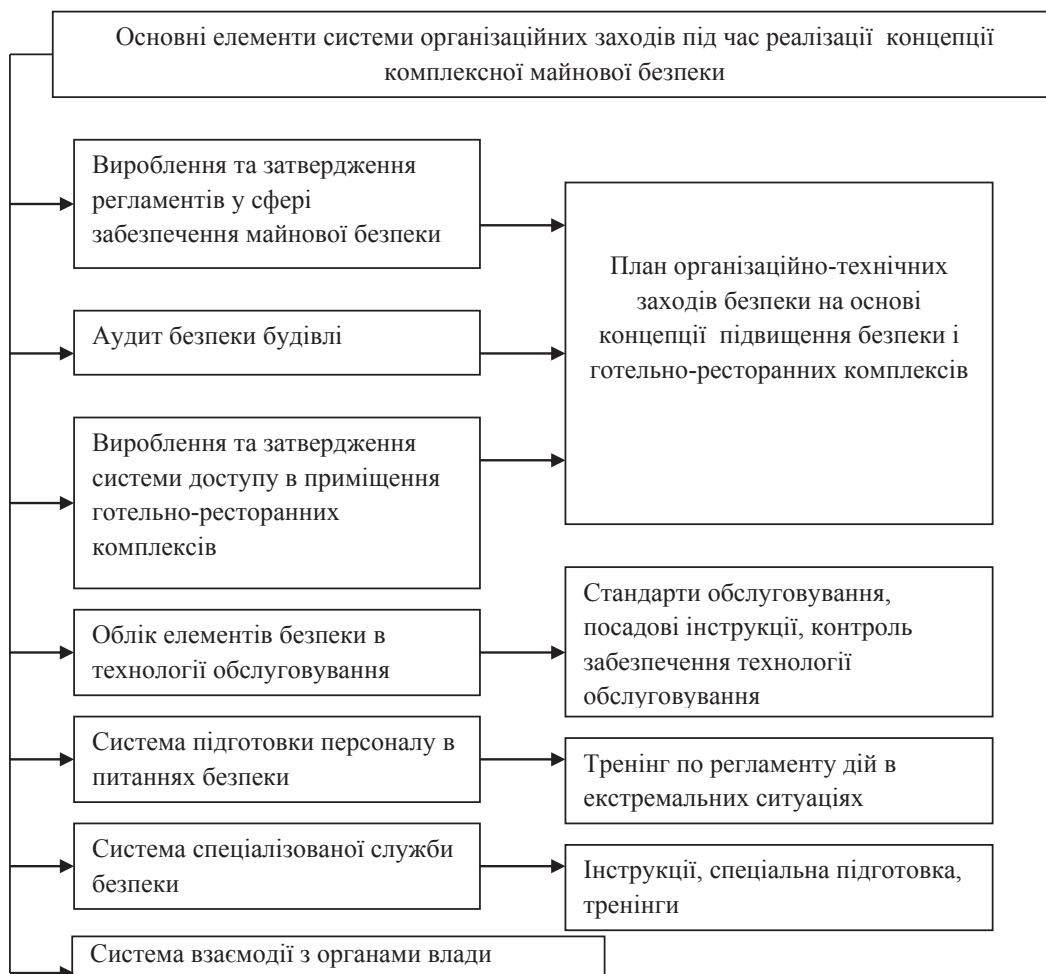 Основні елементи системи організаційних заходів під час реалізації концепції
комплексної майнової безпеки
Вироблення та затвердження
регламентів у сфері
забезпечення майнової безпеки
План організаційно-технічних
заходів безпеки на основі
концепції підвищення безпеки і
готельно-ресторанних комплексів
Аудит безпеки будівлі
Вироблення та затвердження
системи доступу в приміщення
готельно-ресторанних
комплексів
Облік елементів безпеки в
технології обслуговування
Стандарти обслуговування,
посадові інструкції, контроль
забезпечення технології
обслуговування
Система підготовки персоналу в
питаннях безпеки
Тренінг по регламенту дій в
екстремальних ситуаціях
Система спеціалізованої служби
безпеки
Інструкції, спеціальна підготовка,
тренінги
Система взаємодії з органами влади